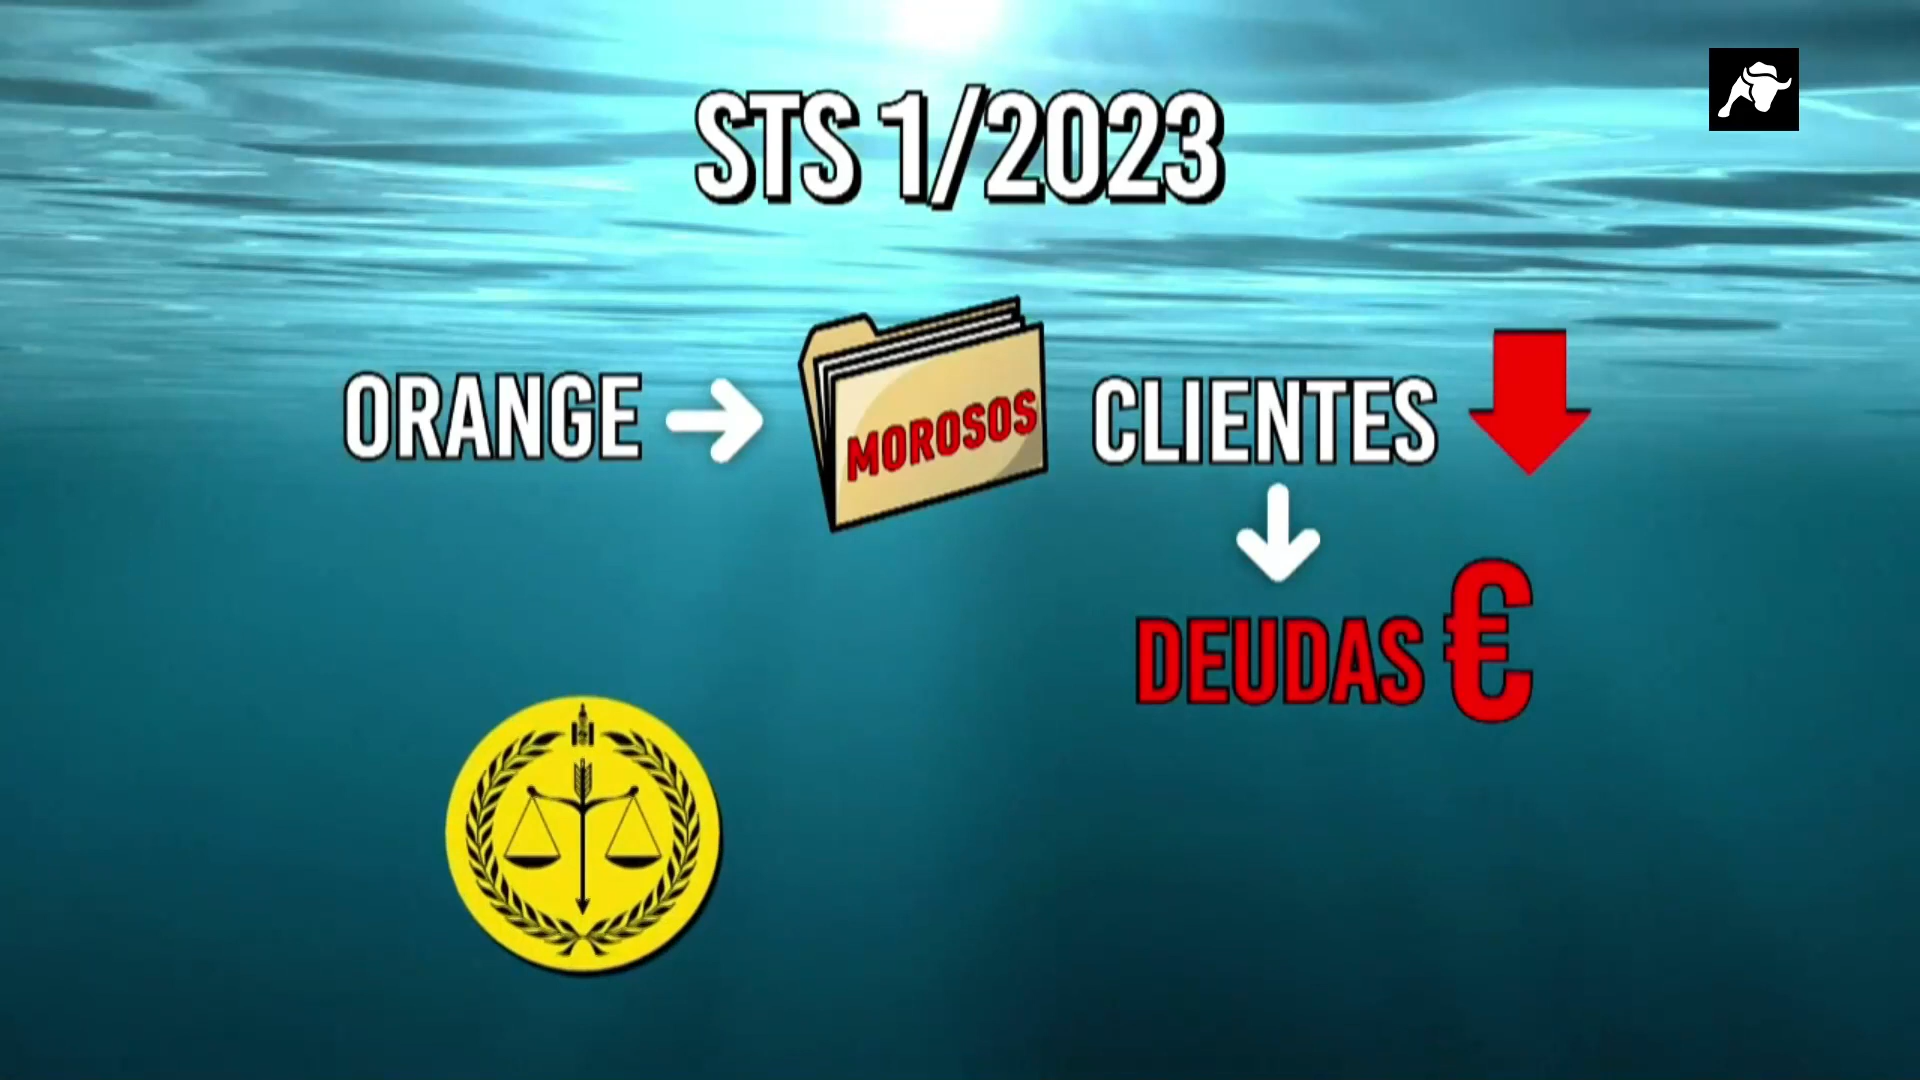 STS 1/2023
ORANGE
MOROSOS
CLIENTES
DEUDAS €